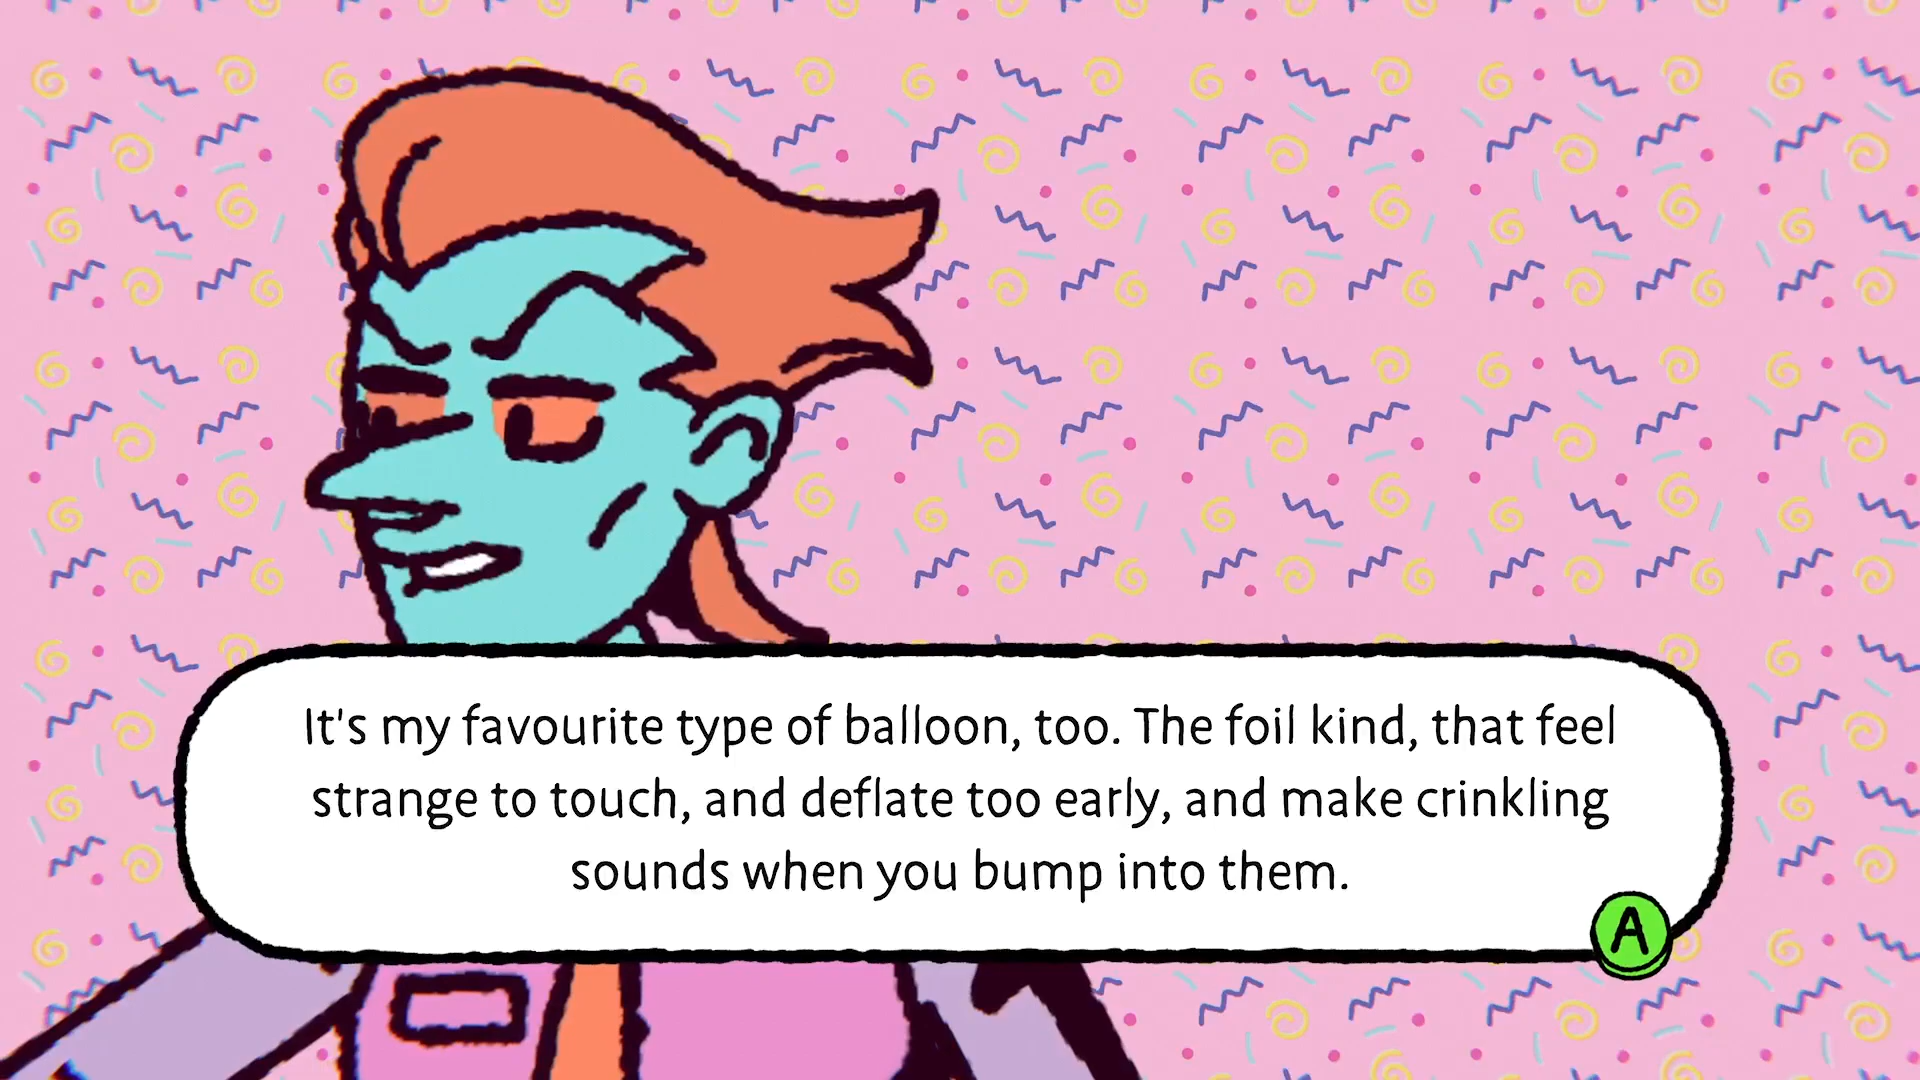 It's my favourite type of balloon, too. The foil kind, that feel
strange to touch, and deflate too early, and make crinkling
sounds when you bump into them.
A